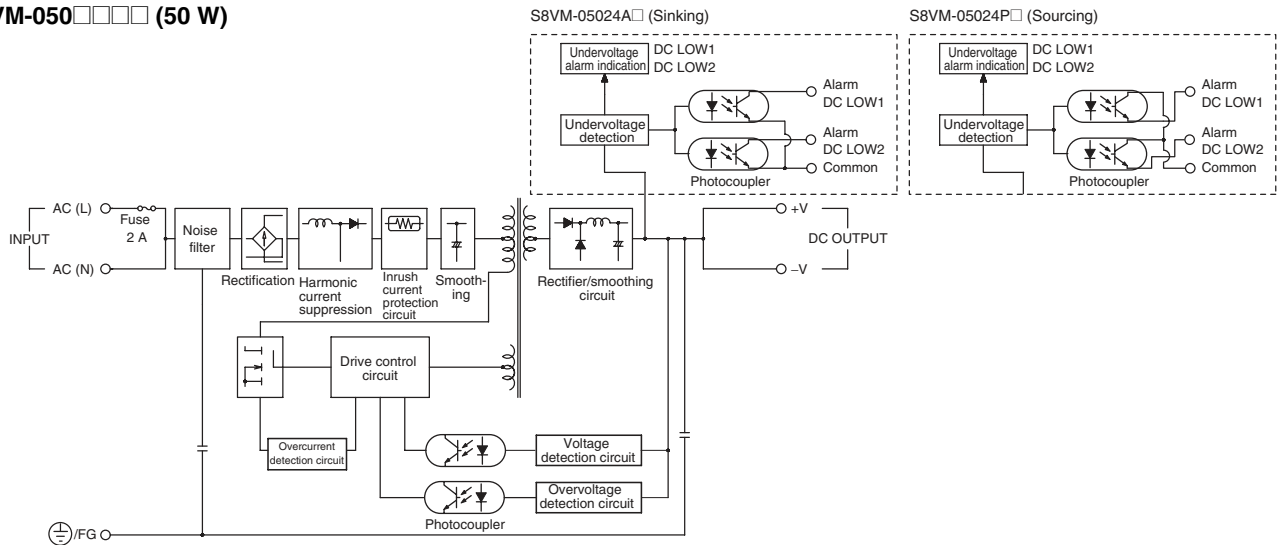 VM-050□□□□ (50 W)
S8VM-05024A□ (Sinking)
Undervoltage
alarm indication
DC LOW1
DC LOW2
Alarm
DC LOW1
Undervoltage
detection
Alarm
DC LOW2
Common
Photocoupler
S8VM-05024P□ (Sourcing)
Undervoltage
alarm indication
DC LOW1
DC LOW2
Alarm
DC LOW1
Undervoltage
detection
Alarm
DC LOW2
Common
Photocoupler
INPUT
AC (L)
AC (N)
Fuse
2 A
Noise
filter
Rectification
Harmonic
current
suppression
Inrush
current
protection
circuit
Smooth-
ing
Rectifier/smoothing
circuit
+V
DC OUTPUT
–V
Drive control
circuit
Overcurrent
detection circuit
Voltage
detection circuit
Overvoltage
detection circuit
Photocoupler
/FG